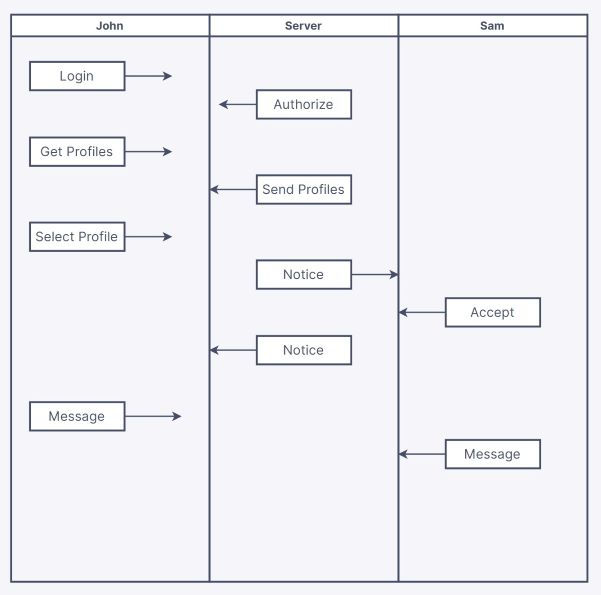 John
Server
Sam
Login
Authorize
Get Profiles
Send Profiles
Select Profile
Notice
Accept
Notice
Message
Message